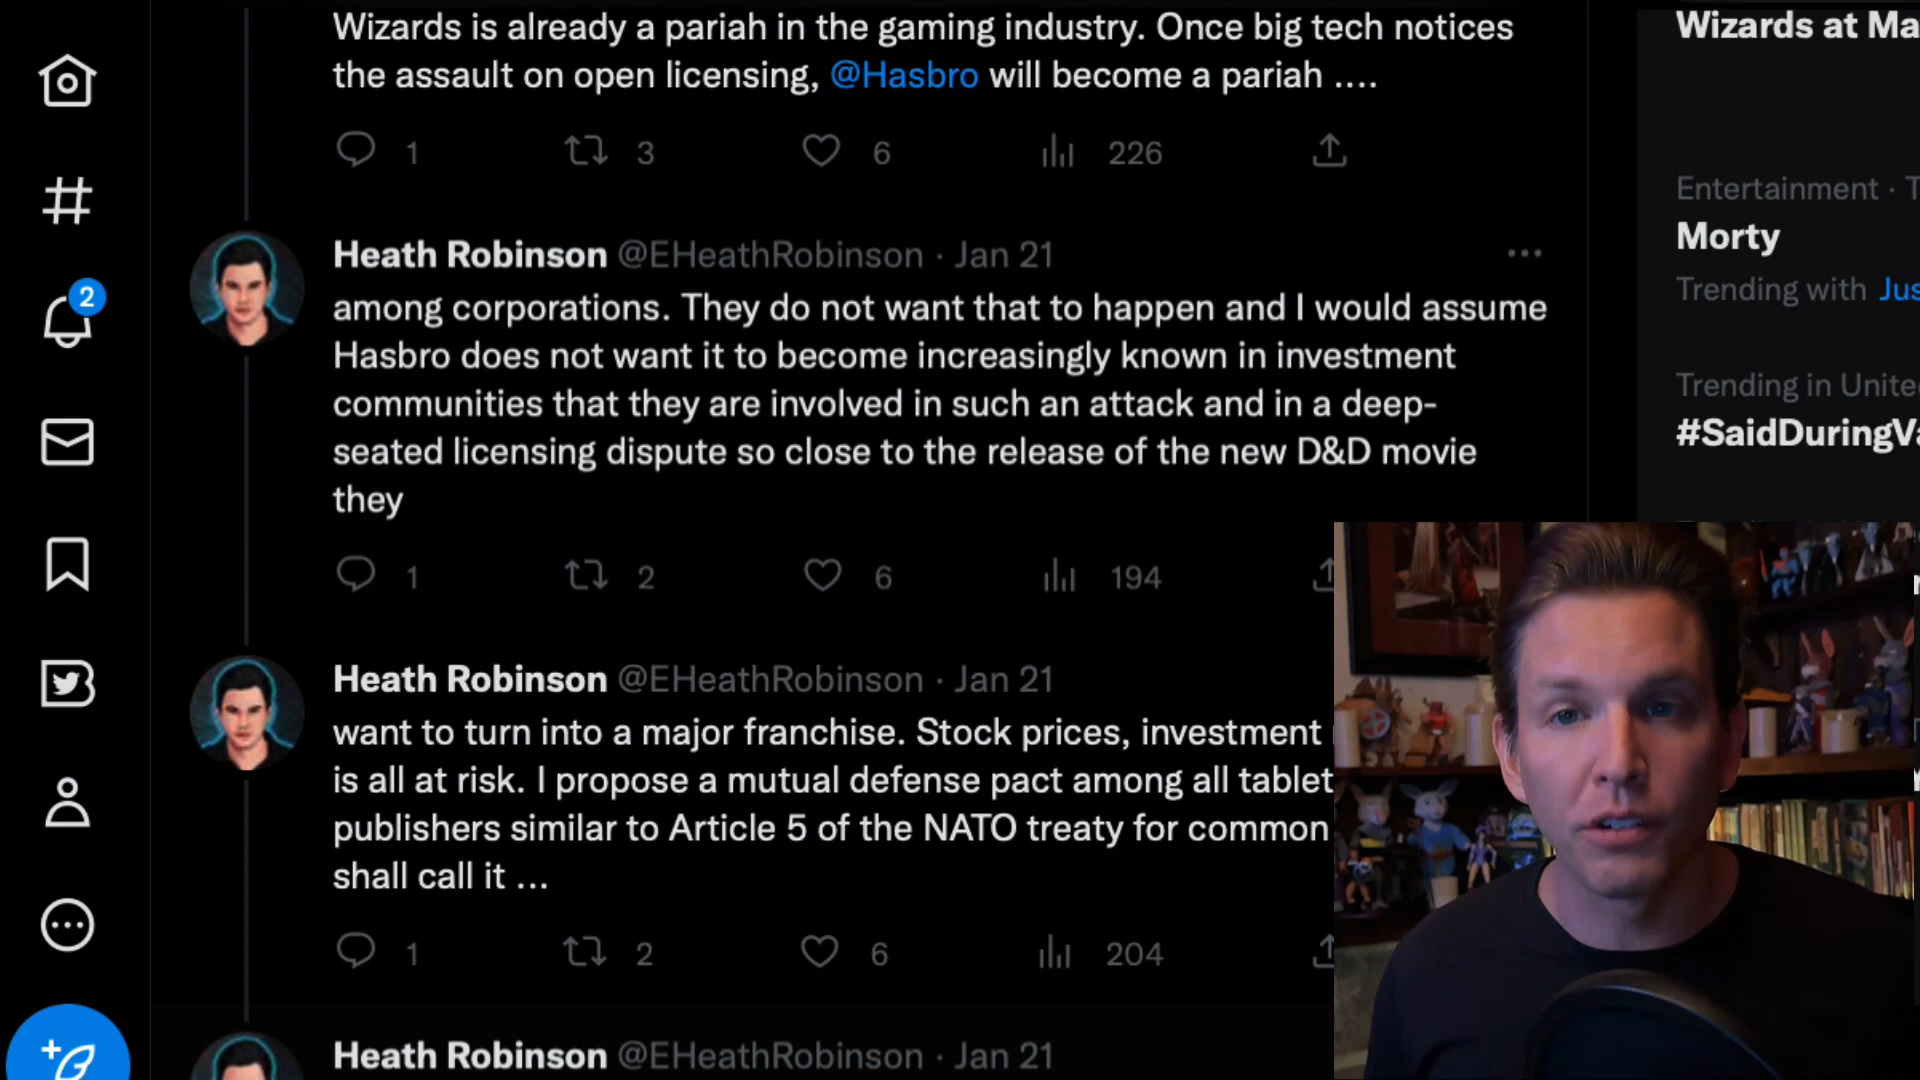 Wizards is already a pariah in the gaming industry. Once big tech notices
the assault on open licensing, @Hasbro will become a pariah ....
1 3 6 226
Heath Robinson @EHeathRobinson · Jan 21
among corporations. They do not want that to happen and I would assume
Hasbro does not want it to become increasingly known in investment
communities that they are involved in such an attack and in a deep-
seated licensing dispute so close to the release of the new D&D movie
they
1 2 6 194
Heath Robinson @EHeathRobinson · Jan 21
want to turn into a major franchise. Stock prices, investment
is all at risk. I propose a mutual defense pact among all tablet
publishers similar to Article 5 of the NATO treaty for common
shall call it ...
1 2 6 204
Heath Robinson @EHeathRobinson · Jan 21
2
Wizards at Ma
Entertainment · T
Morty
Trending with Jus
Trending in Unite
#SaidDuringVa